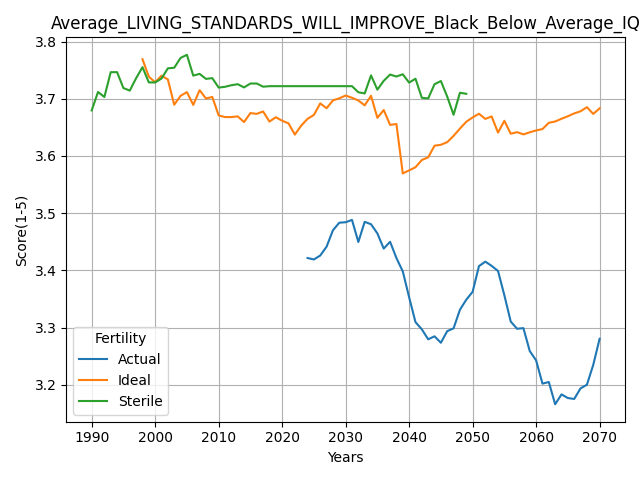 Average_LIVING_STANDARDS_WILL_IMPROVE_Black_Below_Average_IQ
3.8
3.7
3.6
3.5
3.4
3.3
3.2
Score(1-5)
Fertility
Actual
Ideal
Sterile
1990 2000 2010 2020 2030 2040 2050 2060 2070
Years